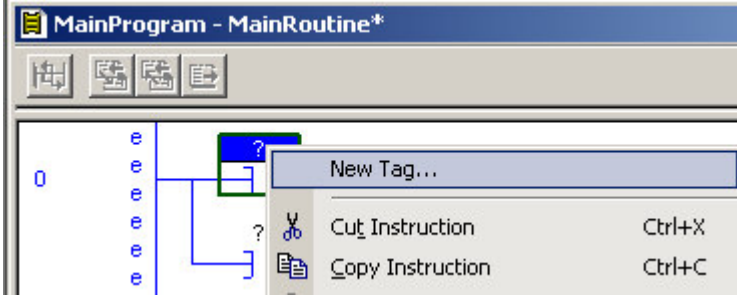 MainProgram - MainRoutine*
e
?
e
0
e
New Tag...
e
e
? Cut Instruction Ctrl+X
e
Copy Instruction Ctrl+C